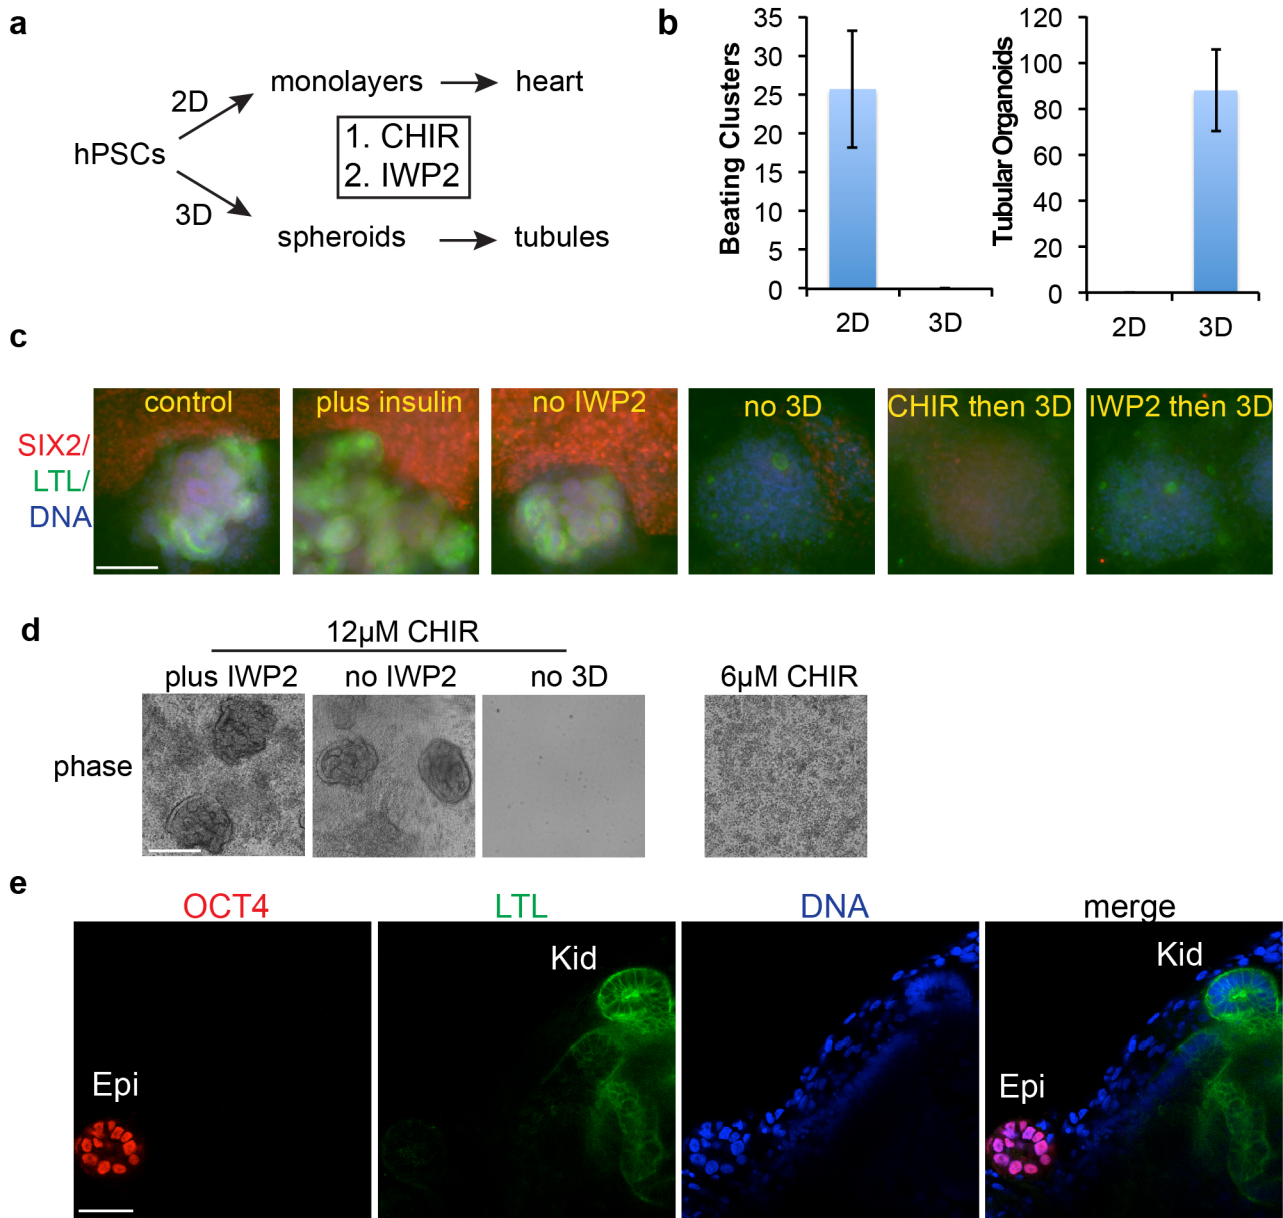 a
2D
monolayers
heart
hPSCs
1. CHIR
2. IWP2
3D
spheroids
tubules
b
Beating Clusters
35
30
25
20
15
10
5
0
2D
3D
Tubular Organoids
120
100
80
60
40
20
0
2D
3D
c
SIX2/
LTL/
DNA
control
plus insulin
no IWP2
no 3D
CHIR then 3D
IWP2 then 3D
d
12µM CHIR
plus IWP2
no IWP2
no 3D
6µM CHIR
phase
e
OCT4
LTL
DNA
merge
Epi
Kid
Kid
Epi